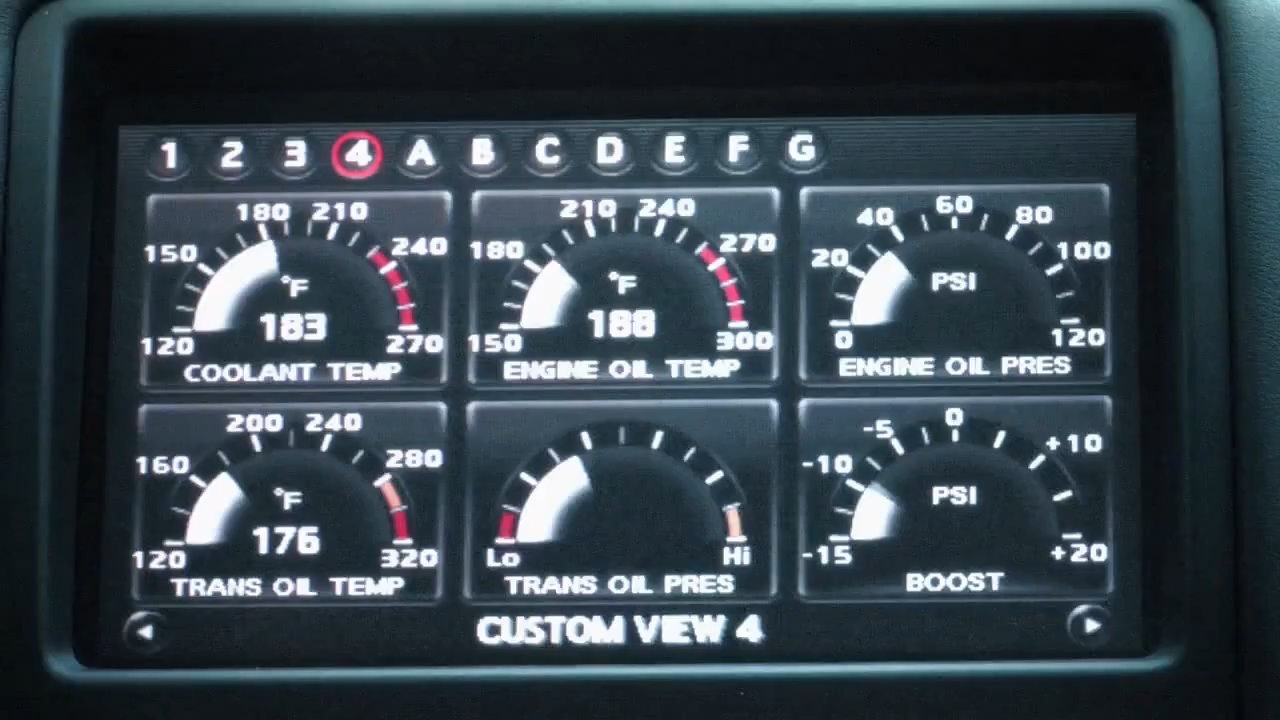 1 2 3 4 A B C D E F G
180 210
150 240
°F
183
120 270
COOLANT TEMP
210 240
180 270
°F
188
150 300
ENGINE OIL TEMP
60
40 80
20 100
PSI
0 120
ENGINE OIL PRES
200 240
160 280
°F
176
120 320
TRANS OIL TEMP
Lo Hi
TRANS OIL PRES
0
-5 +10
-10
PSI
-15 +20
BOOST
CUSTOM VIEW 4